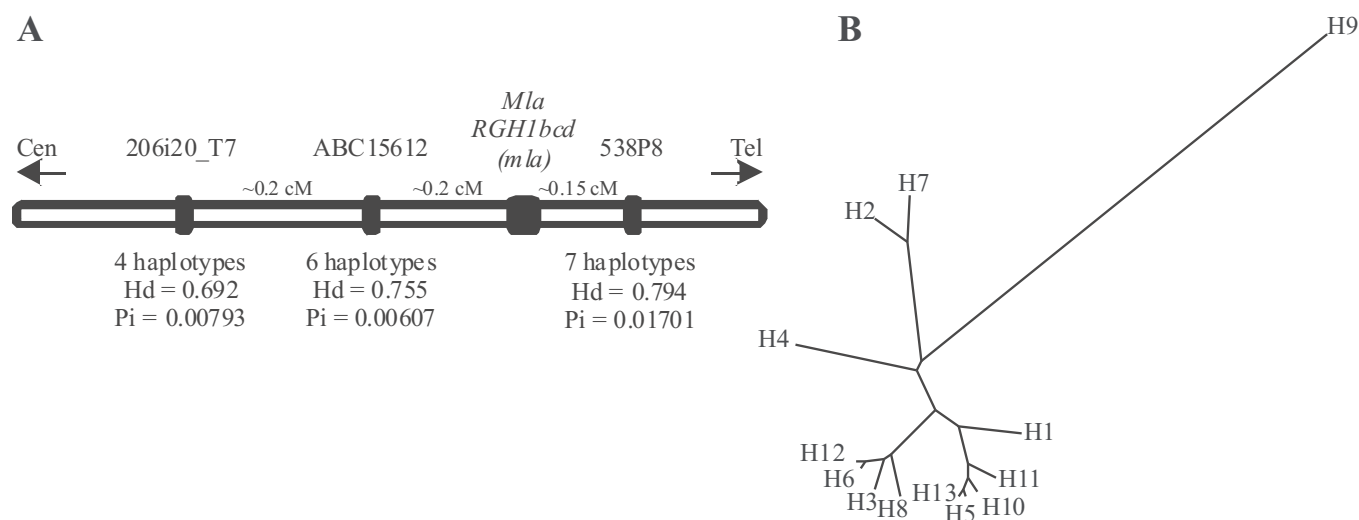 A
Mla
RGH1bcd
(mla)
Cen 206i20_T7 ABC15612 538P8 Tel
~0.2 cM ~0.2 cM ~0.15 cM
4 haplotypes
Hd = 0.692
Pi = 0.00793
6 haplotypes
Hd = 0.755
Pi = 0.00607
7 haplotypes
Hd = 0.794
Pi = 0.01701
B
H9
H7
H2
H4
H1
H12
H6
H3
H8
H13
H5
H10
H11